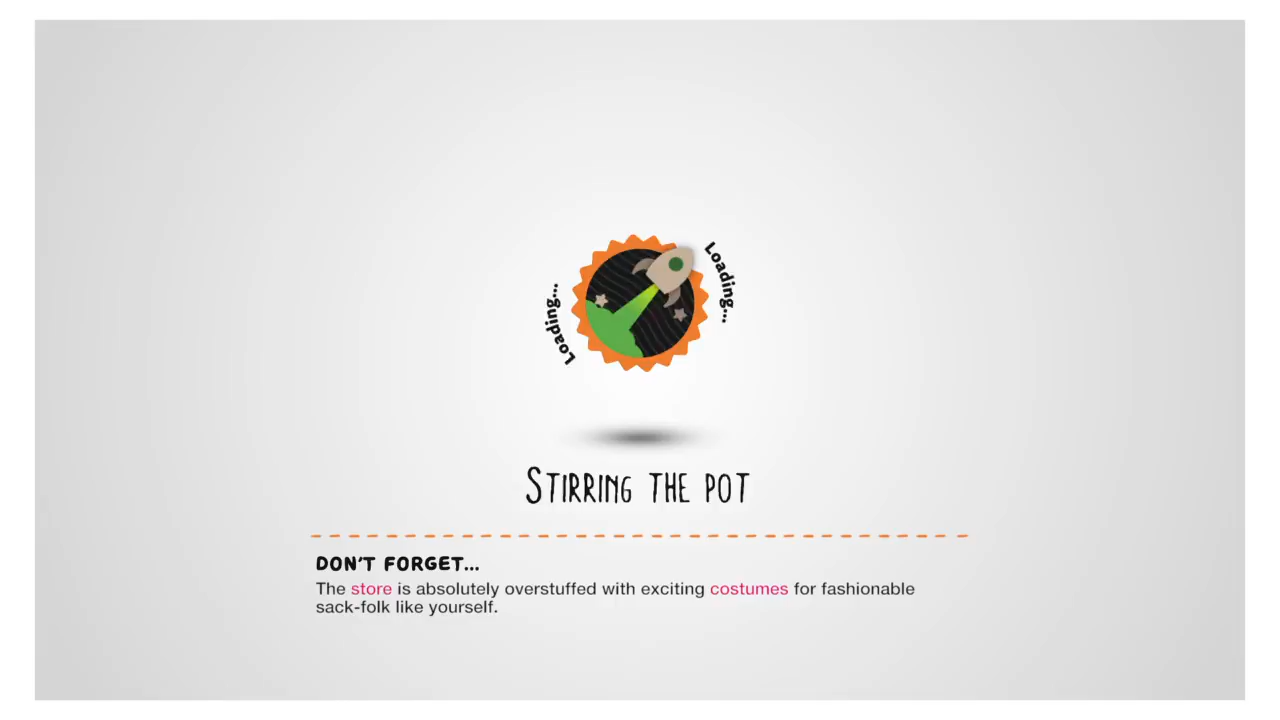 Loading...
Loading...
STIRRING THE POT
DON'T FORGET...
The store is absolutely overstuffed with exciting costumes for fashionable
sack-folk like yourself.